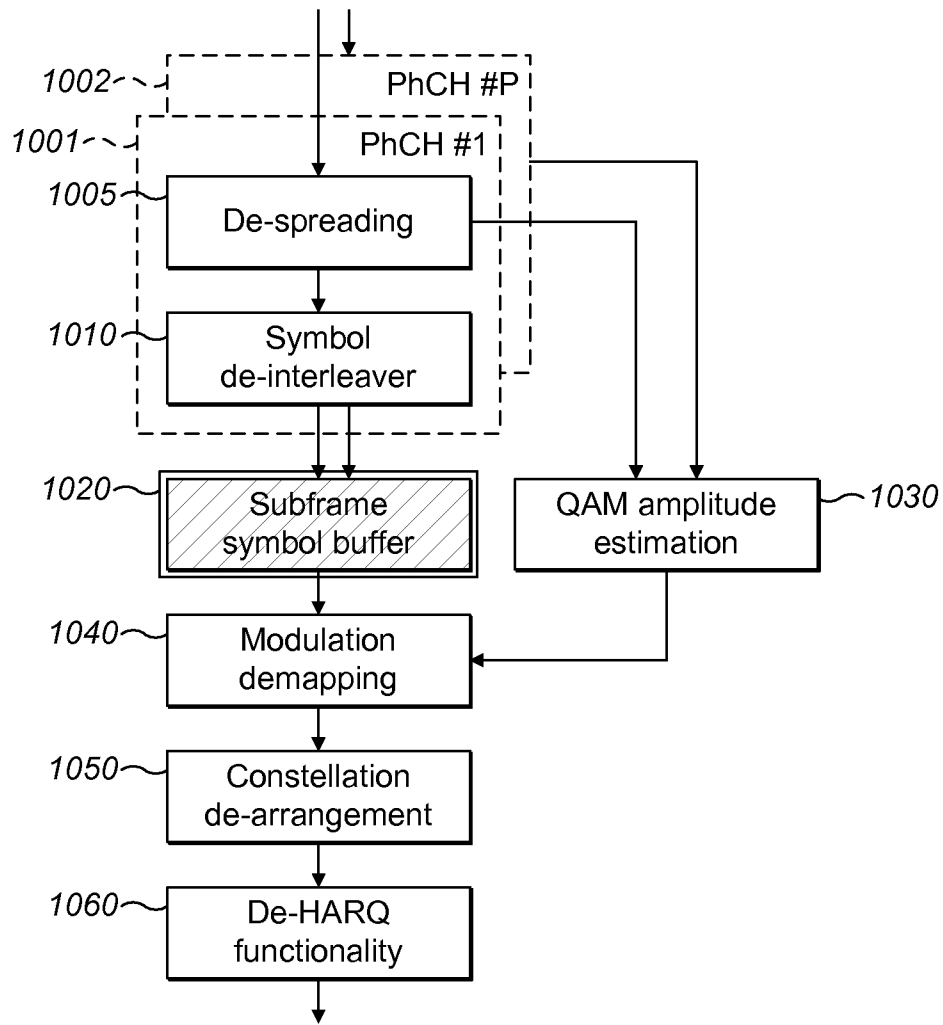 1002
PhCH #P
1001
PhCH #1
1005
De-spreading
1010
Symbol
de-interleaver
1020
Subframe
symbol buffer
QAM amplitude
estimation
1030
1040
Modulation
demapping
1050
Constellation
de-arrangement
1060
De-HARQ
functionality